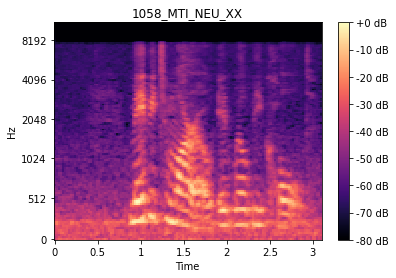 1058_MTI_NEU_XX
+0 dB
8192
-10 dB
4096
-20 dB
-30 dB
2048
Hz
-40 dB
1024
-50 dB
512
-60 dB
-70 dB
0
-80 dB
0 0.5 1 1.5 2 2.5 3
Time